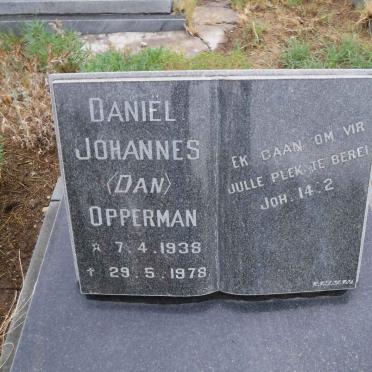 DANIËL
JOHANNES
(DAN)
OPPERMAN
* 7.4.1938
† 29.5.1978
EK GAAN OM VIR
JULLE PLEK TE BEREI
JOH. 14.2